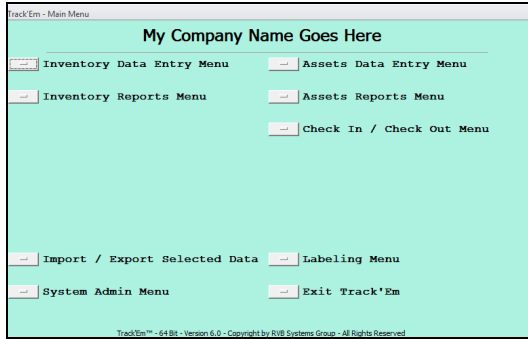 Track'Em - Main Menu
My Company Name Goes Here
Inventory Data Entry Menu
Assets Data Entry Menu
Inventory Reports Menu
Assets Reports Menu
Check In / Check Out Menu
Import / Export Selected Data
Labeling Menu
System Admin Menu
Exit Track'Em
Track'Em™ - 64 Bit - Version 6.0 - Copyright by RVB Systems Group - All Rights Reserved